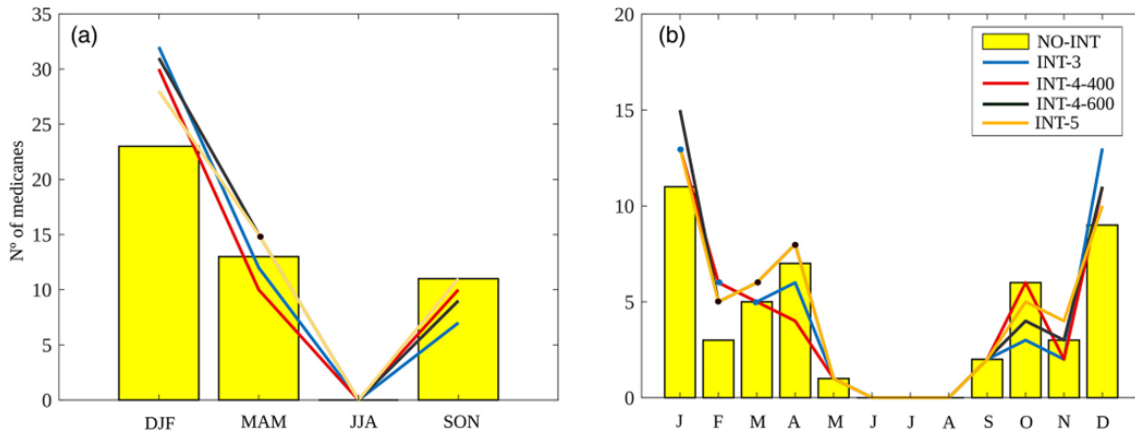 (a)
Nº of medicanes
35
30
25
20
15
10
5
0
DJF MAM JJA SON
(b)
20
15
10
5
0
NO-INT
INT-3
INT-4-400
INT-4-600
INT-5
J F M A M J J A S O N D